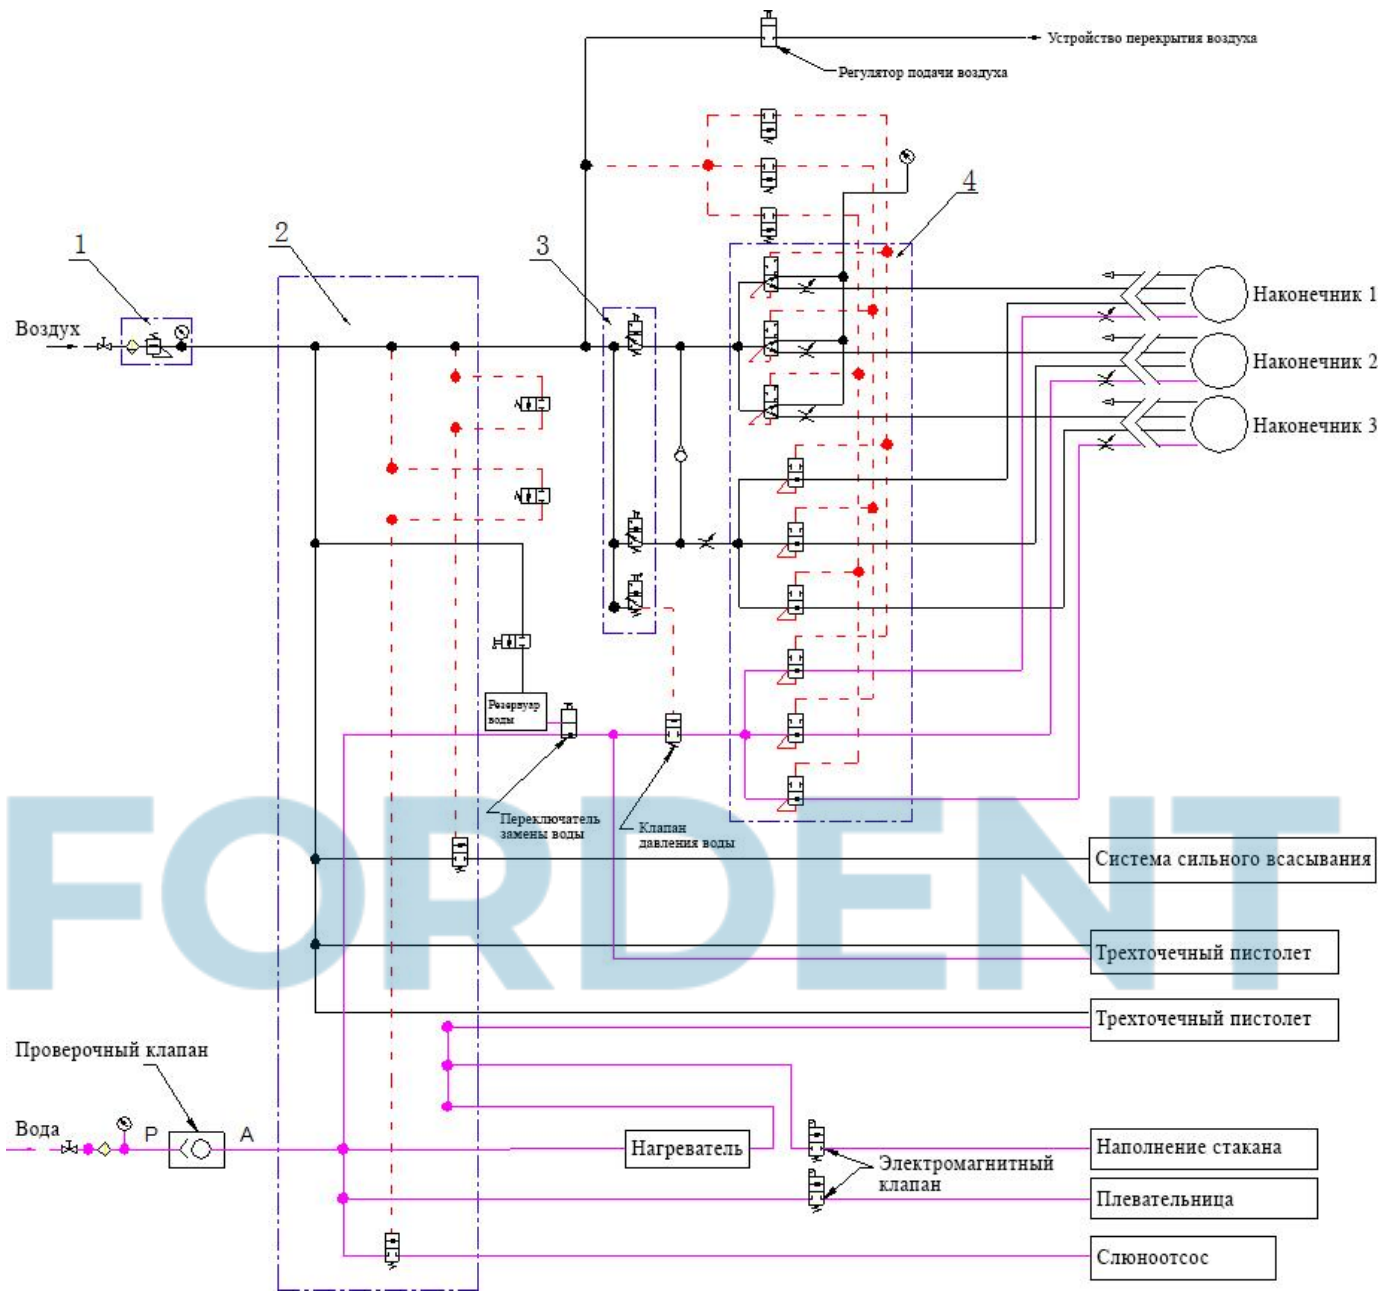 Устройство перекрытия воздуха
Регулятор подачи воздуха
4
1
2
3
Воздух
Наконечник 1
Наконечник 2
Наконечник 3
Резервуар
воды
Переключатель
замены воды
Клапан
давления воды
FORDENT
Система сильного всасывания
Трехточечный пистолет
Трехточечный пистолет
Проверочный клапан
Вода
P
A
Нагреватель
Электромагнитный
клапан
Наполнение стакана
Плевательница
Слюноотсос